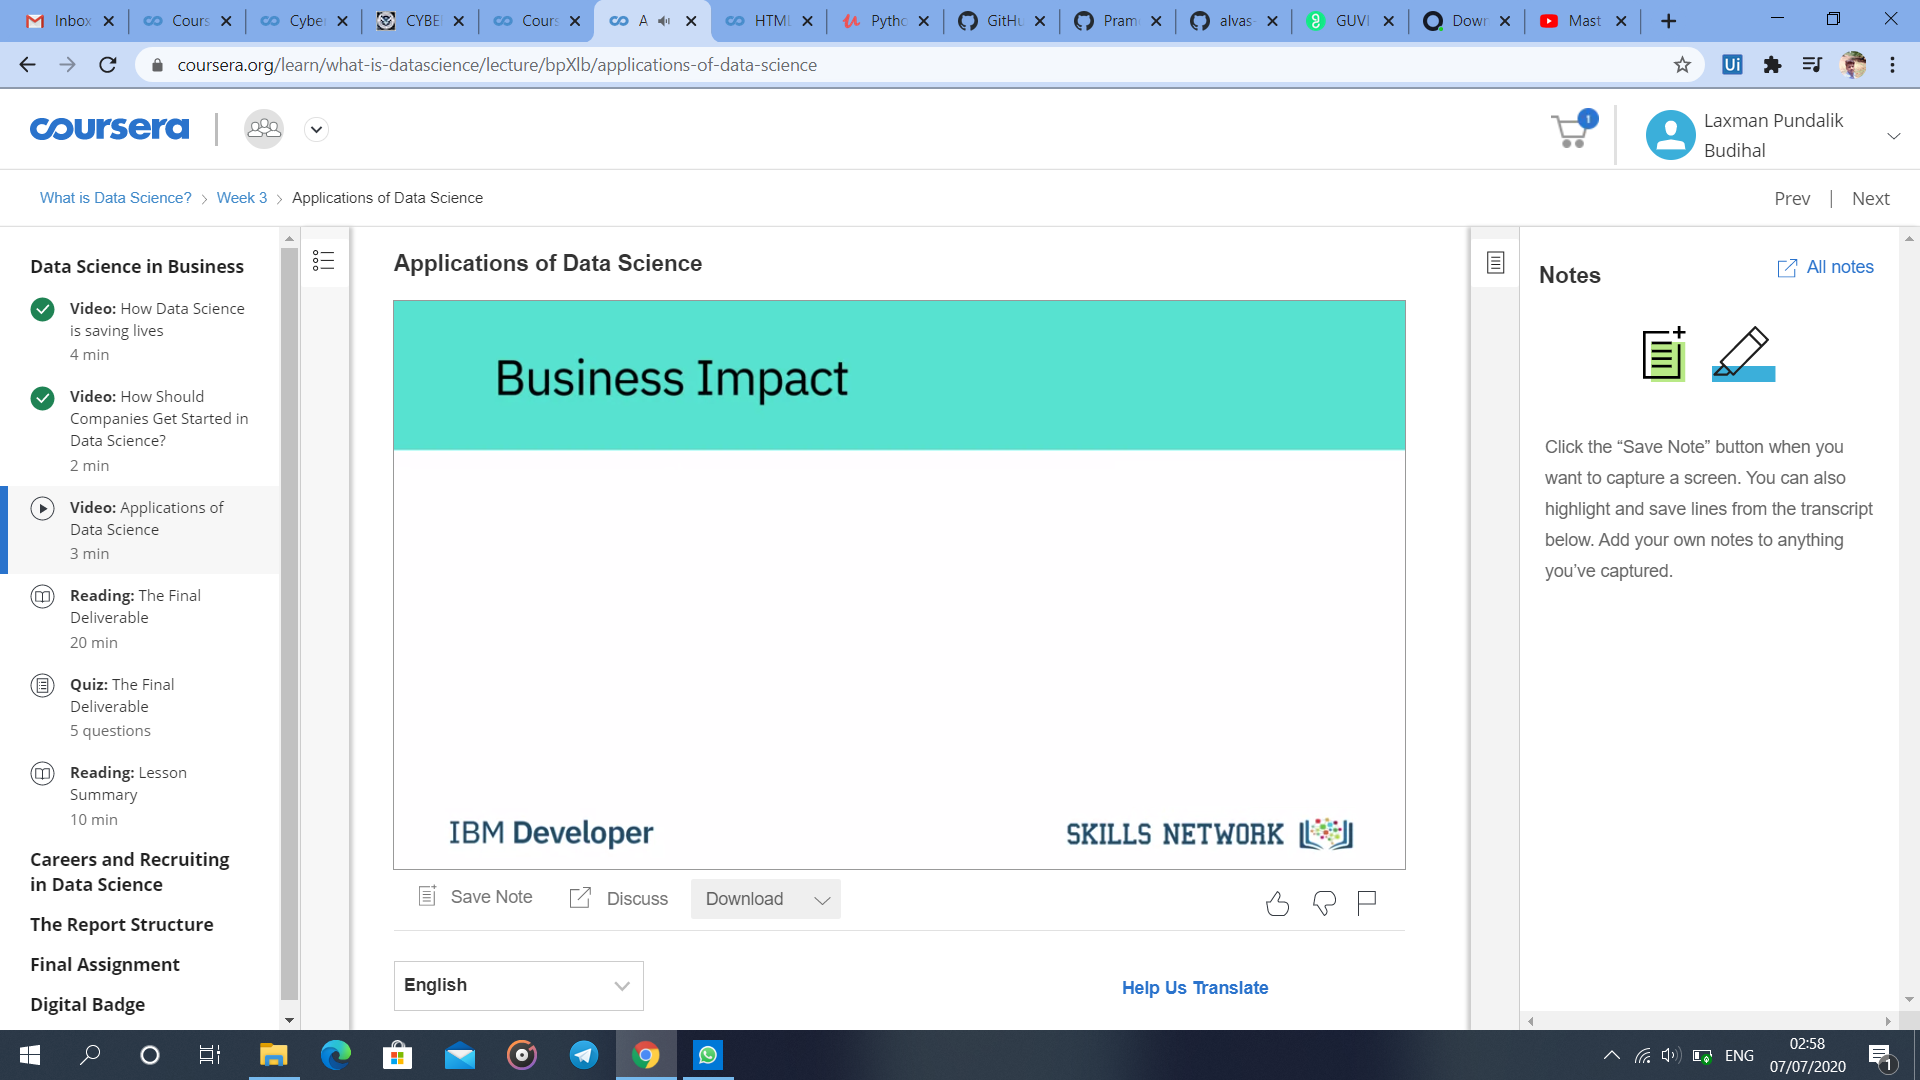 Inbox
Cours
Cybe
CYBE
Cours
A
HTML
Pytho
GitHu
Pram
alvas
GUVI
Down
Mast
coursera.org/learn/what-is-datascience/lecture/bpXlb/applications-of-data-science
Ui
coursera
1
Laxman Pundalik
Budihal
What is Data Science?
Week 3
Applications of Data Science
Prev | Next
Data Science in Business
Video: How Data Science
is saving lives
4 min
Video: How Should
Companies Get Started in
Data Science?
2 min
Video: Applications of
Data Science
3 min
Reading: The Final
Deliverable
20 min
Quiz: The Final
Deliverable
5 questions
Reading: Lesson
Summary
10 min
Careers and Recruiting
in Data Science
The Report Structure
Final Assignment
Digital Badge
Applications of Data Science
Business Impact
IBM Developer
SKILLS NETWORK
Save Note
Discuss
Download
English
Help Us Translate
Notes
All notes
Click the “Save Note” button when you
want to capture a screen. You can also
highlight and save lines from the transcript
below. Add your own notes to anything
you’ve captured.
ENG
02:58
07/07/2020
1